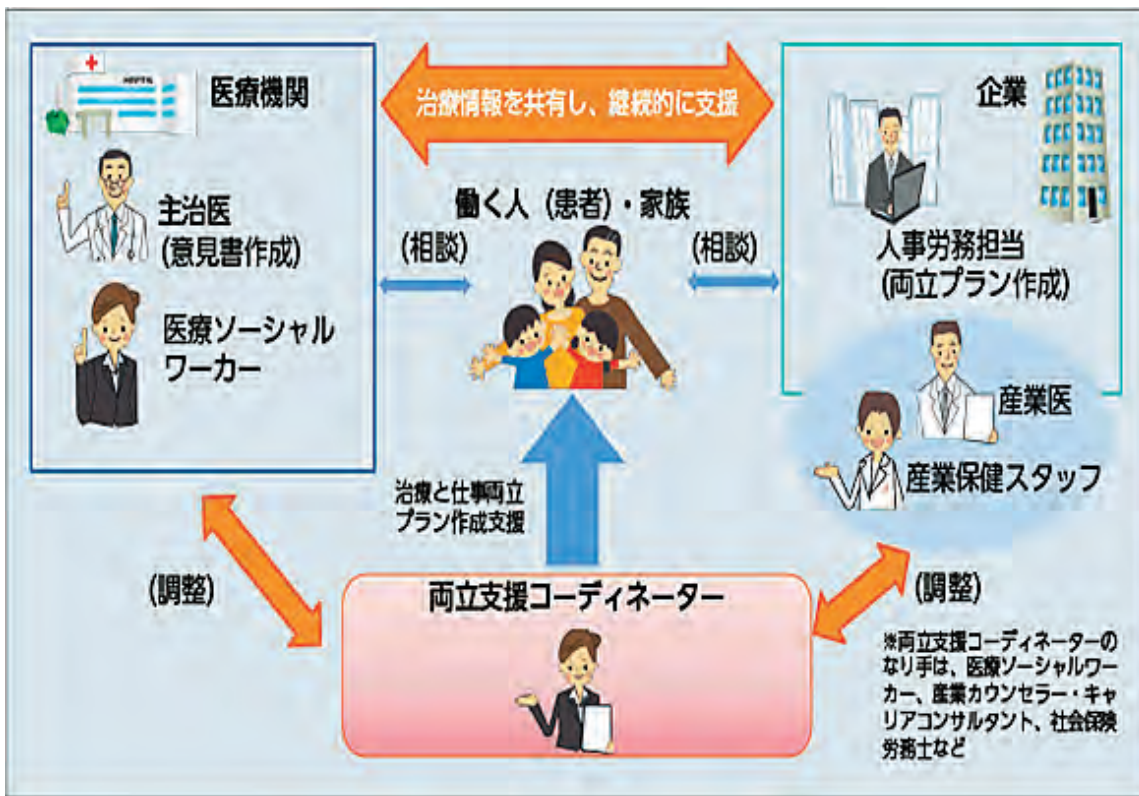 医療機関
主治医
(意見書作成)
医療ソーシャル
ワーカー
治療情報を共有し、継続的に支援
働く人（患者）・家族
(相談)
(相談)
企業
人事労務担当
(両立プラン作成)
産業医
産業保健スタッフ
治療と仕事両立
プラン作成支援
(調整)
両立支援コーディネーター
(調整)
※両立支援コーディネーターの
なり手は、医療ソーシャルワー
カー、産業カウンセラー・キャ
リアコンサルタント、社会保険
労務士など